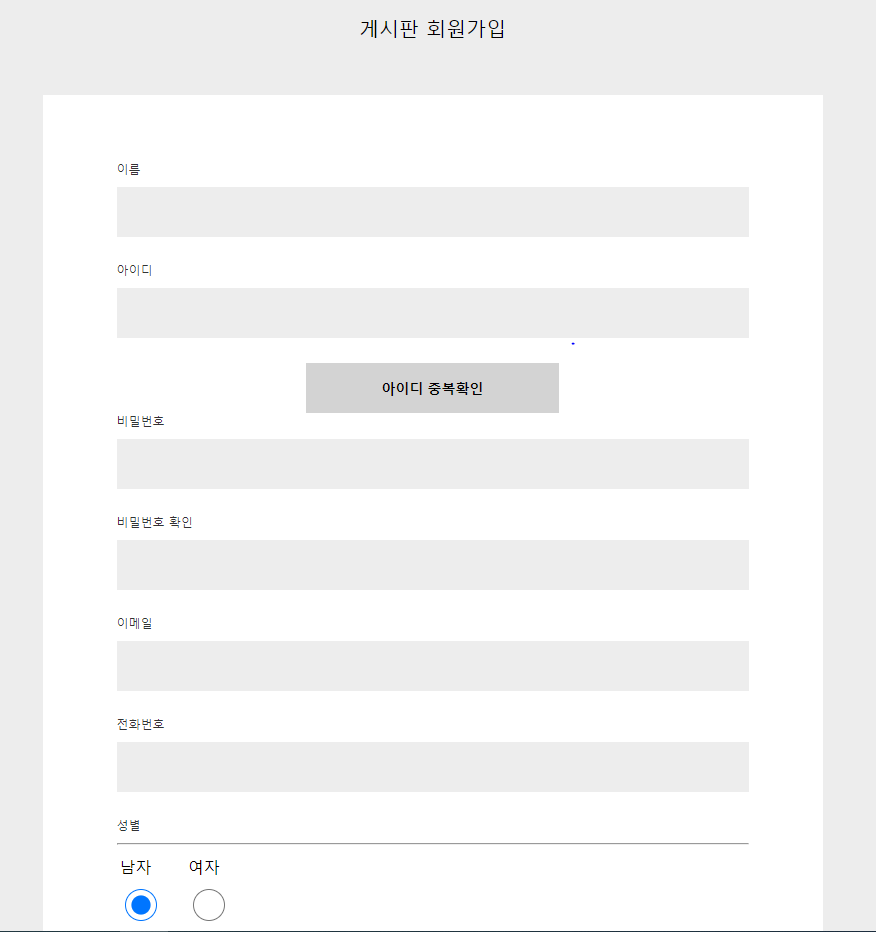 게시판 회원가입
이름
아이디
아이디 중복확인
비밀번호
비밀번호 확인
이메일
전화번호
성별
남자 여자